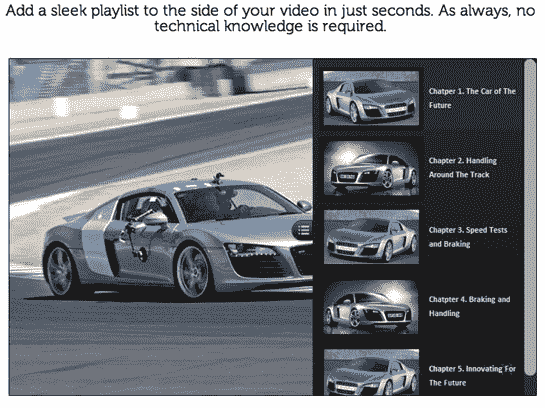 Add a sleek playlist to the side of your video in just seconds. As always, no
technical knowledge is required.
Chatper 1. The Car of The
Future
Chapter 2. Handling
Around The Track
Chapter 3. Speed Tests
and Braking
Chatpter 4. Braking and
Handling
Chapter 5. Innovating For
The Future